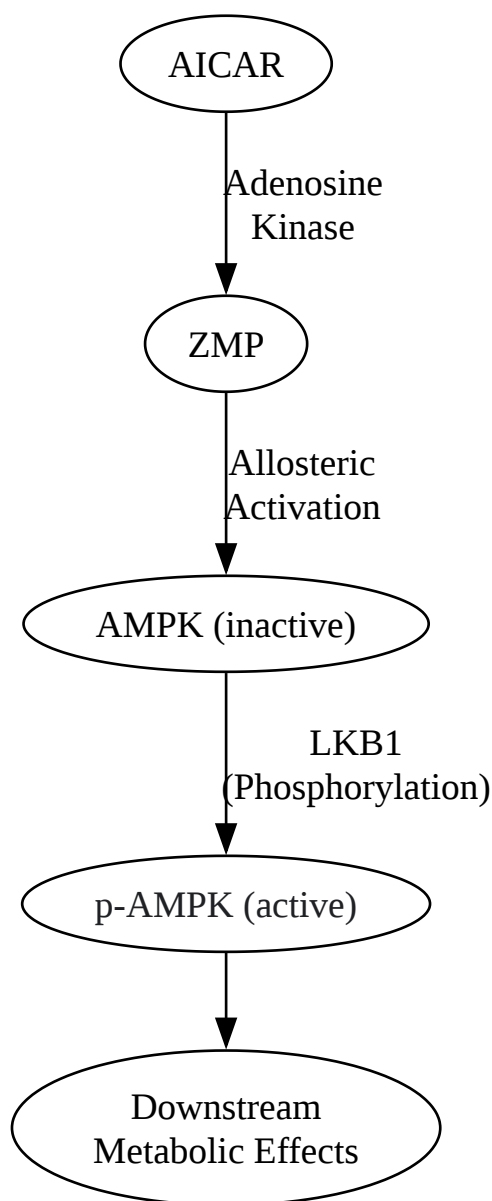 AICAR
Adenosine
Kinase
ZMP
Allosteric
Activation
AMPK (inactive)
LKB1
(Phosphorylation)
p-AMPK (active)
Downstream
Metabolic Effects